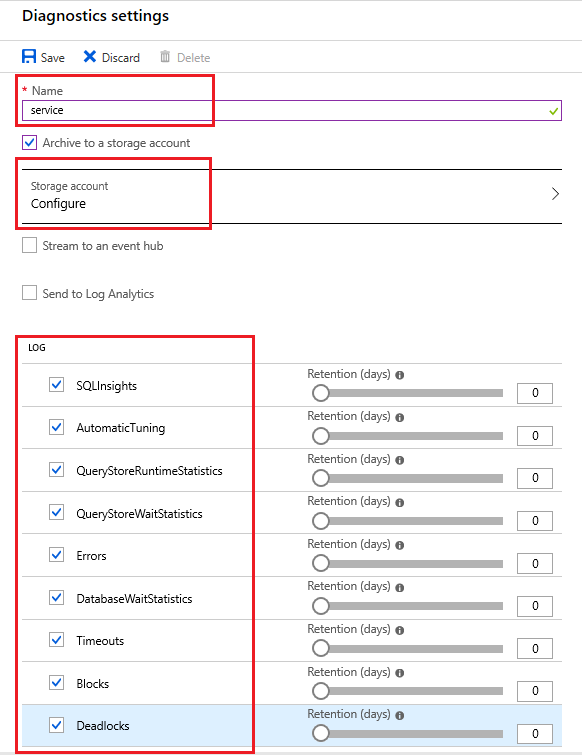 Diagnostics settings
Save Discard Delete
* Name
service
Archive to a storage account
Storage account
Configure
Stream to an event hub
Send to Log Analytics
LOG
Retention (days)
SQLInsights 0
Retention (days)
AutomaticTuning 0
Retention (days)
QueryStoreRuntimeStatistics 0
Retention (days)
QueryStoreWaitStatistics 0
Retention (days)
Errors 0
Retention (days)
DatabaseWaitStatistics 0
Retention (days)
Timeouts 0
Retention (days)
Blocks 0
Retention (days)
Deadlocks 0